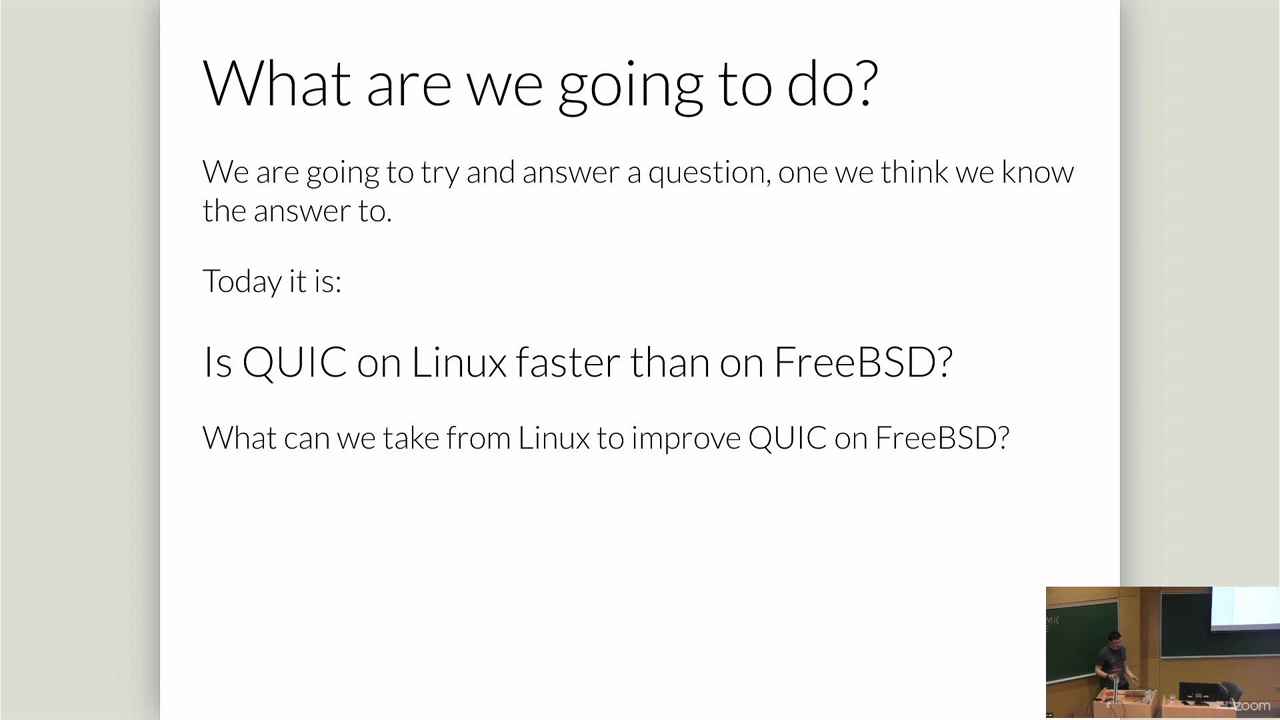 What are we going to do?
We are going to try and answer a question, one we think we know
the answer to.
Today it is:
Is QUIC on Linux faster than on FreeBSD?
What can we take from Linux to improve QUIC on FreeBSD?
zoom